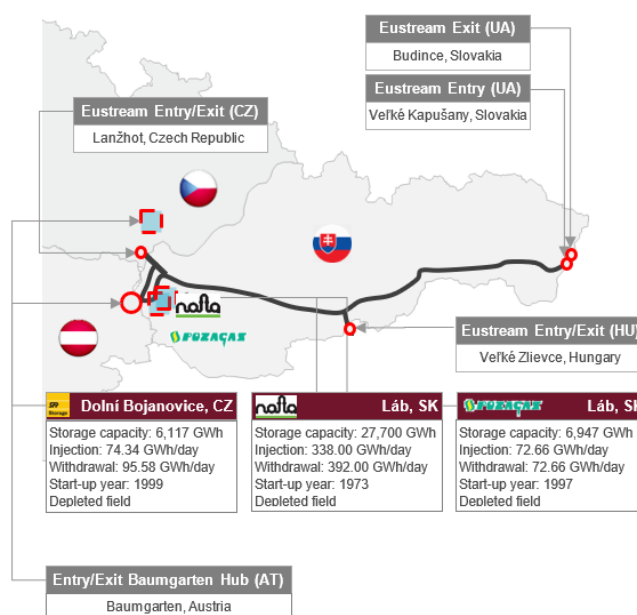 Eustream Exit (UA)
Budince, Slovakia
Eustream Entry (UA)
Veľké Kapušany, Slovakia
Eustream Entry/Exit (CZ)
Lanžhot, Czech Republic
nafta
POZAGAS
Eustream Entry/Exit (HU)
Veľké Zlievce, Hungary
SPP
Storage
Dolní Bojanovice, CZ
Storage capacity: 6,117 GWh
Injection: 74.34 GWh/day
Withdrawal: 95.58 GWh/day
Start-up year: 1999
Depleted field
nafta
Láb, SK
Storage capacity: 27,700 GWh
Injection: 338.00 GWh/day
Withdrawal: 392.00 GWh/day
Start-up year: 1973
Depleted field
POZAGAS
Láb, SK
Storage capacity: 6,947 GWh
Injection: 72.66 GWh/day
Withdrawal: 72.66 GWh/day
Start-up year: 1997
Depleted field
Entry/Exit Baumgarten Hub (AT)
Baumgarten, Austria